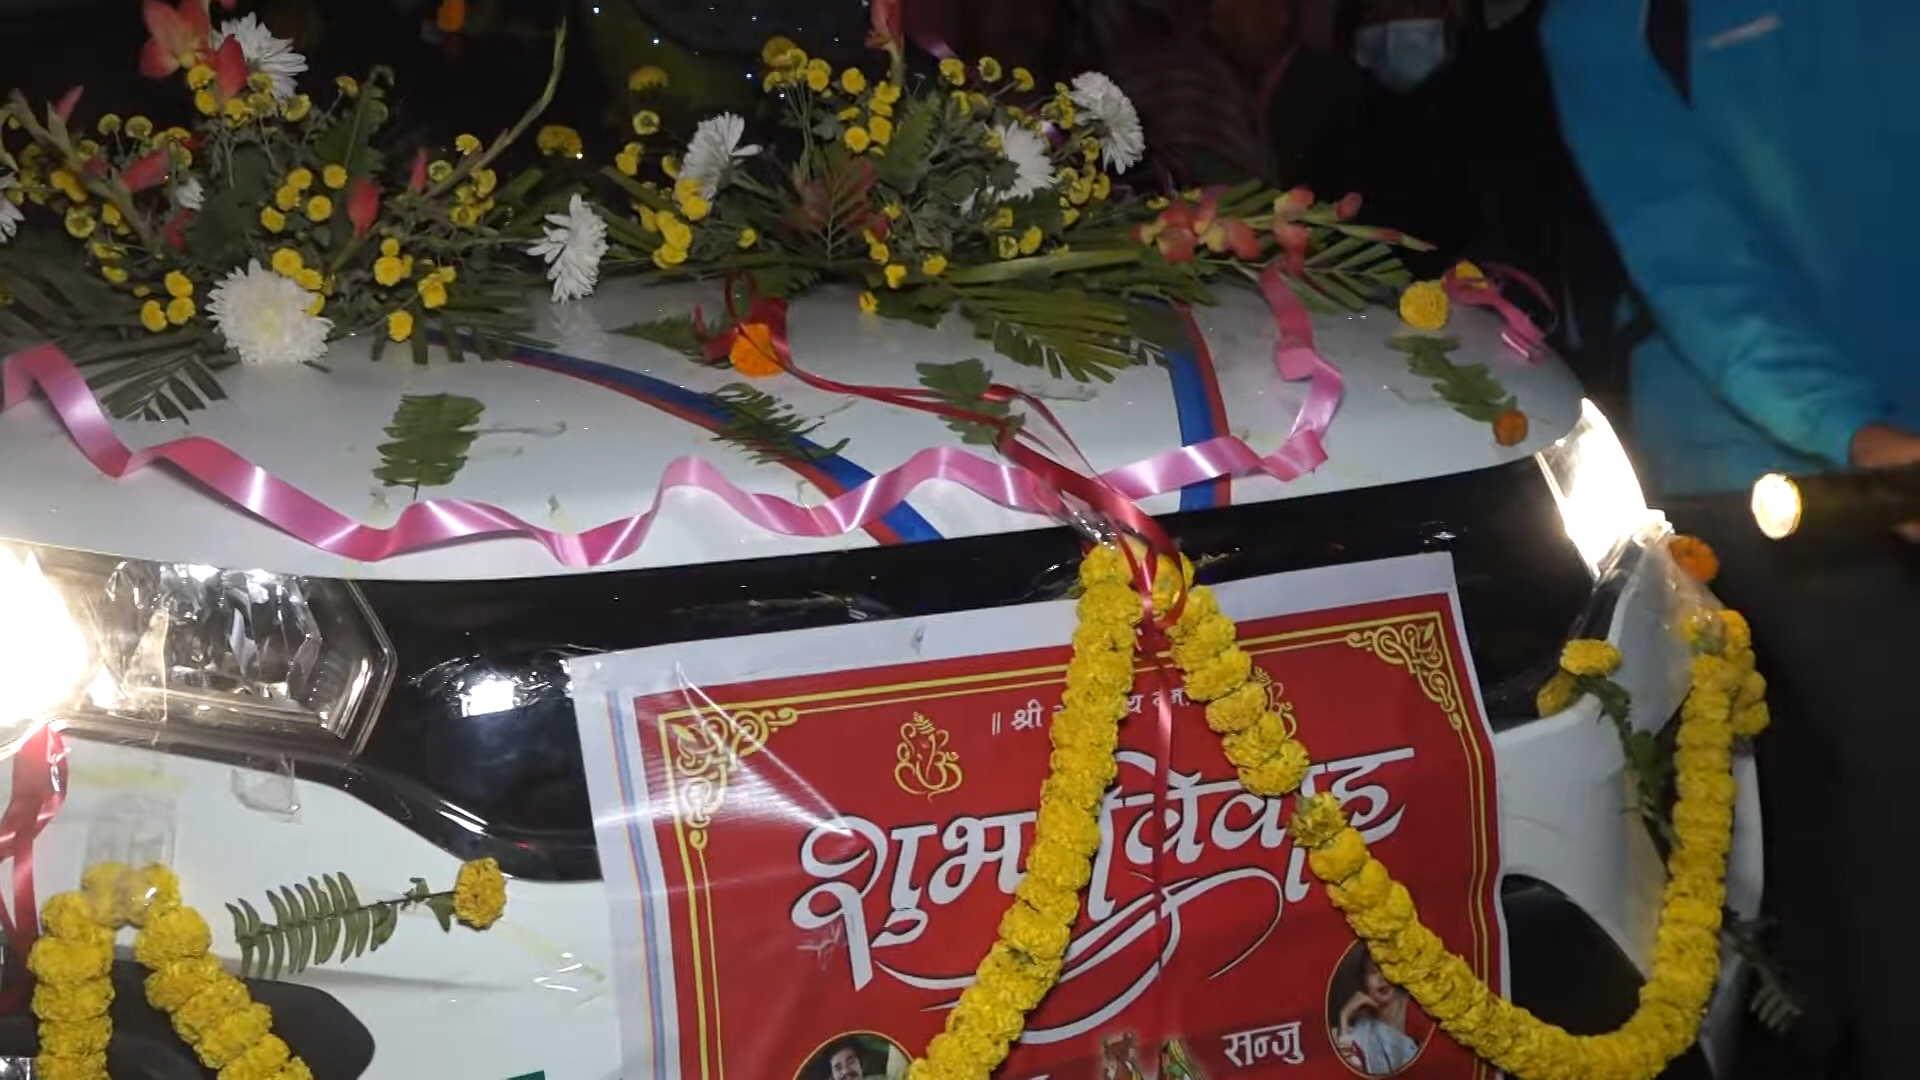 ॥ श्री
शुभ विवाह
सन्जु